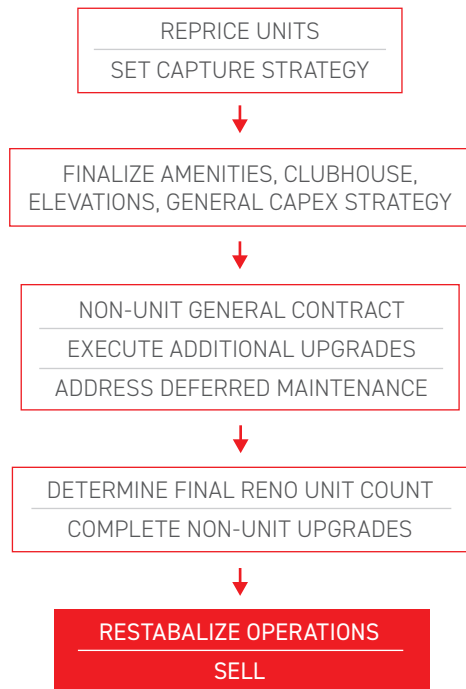 REPRICE UNITS
SET CAPTURE STRATEGY
FINALIZE AMENITIES, CLUBHOUSE,
ELEVATIONS, GENERAL CAPEX STRATEGY
NON-UNIT GENERAL CONTRACT
EXECUTE ADDITIONAL UPGRADES
ADDRESS DEFERRED MAINTENANCE
DETERMINE FINAL RENO UNIT COUNT
COMPLETE NON-UNIT UPGRADES
RESTABALIZE OPERATIONS
SELL